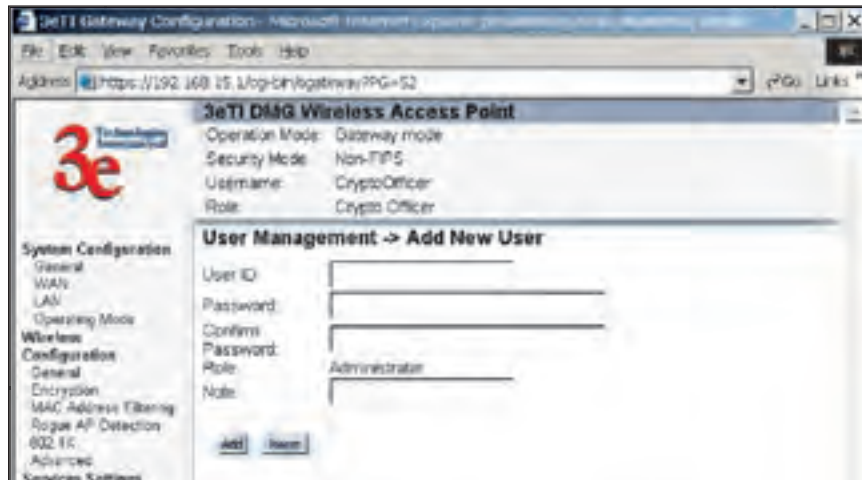 3eTI Gateway Configuration - Microsoft Internet Explorer
File Edit View Favorites Tools Help
Address https://192.168.15.1/cgi-bin/sgateway?PG=52 Go Links
3e
Technologies
3eTI DMG Wireless Access Point
Operation Mode: Gateway mode
Security Mode: Non-FIPS
Username: CryptoOfficer
Role: Crypto Officer
System Configuration
General
WAN
LAN
Operating Mode
Wireless
Configuration
General
Encryption
MAC Address Filtering
Rogue AP Detection
802.1X
Advanced
Services Settings
User Management -> Add New User
User ID:
Password:
Confirm
Password:
Role: Administrator
Note:
Add Reset